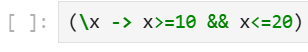 [ ]: (\x -> x>=10 && x<=20)